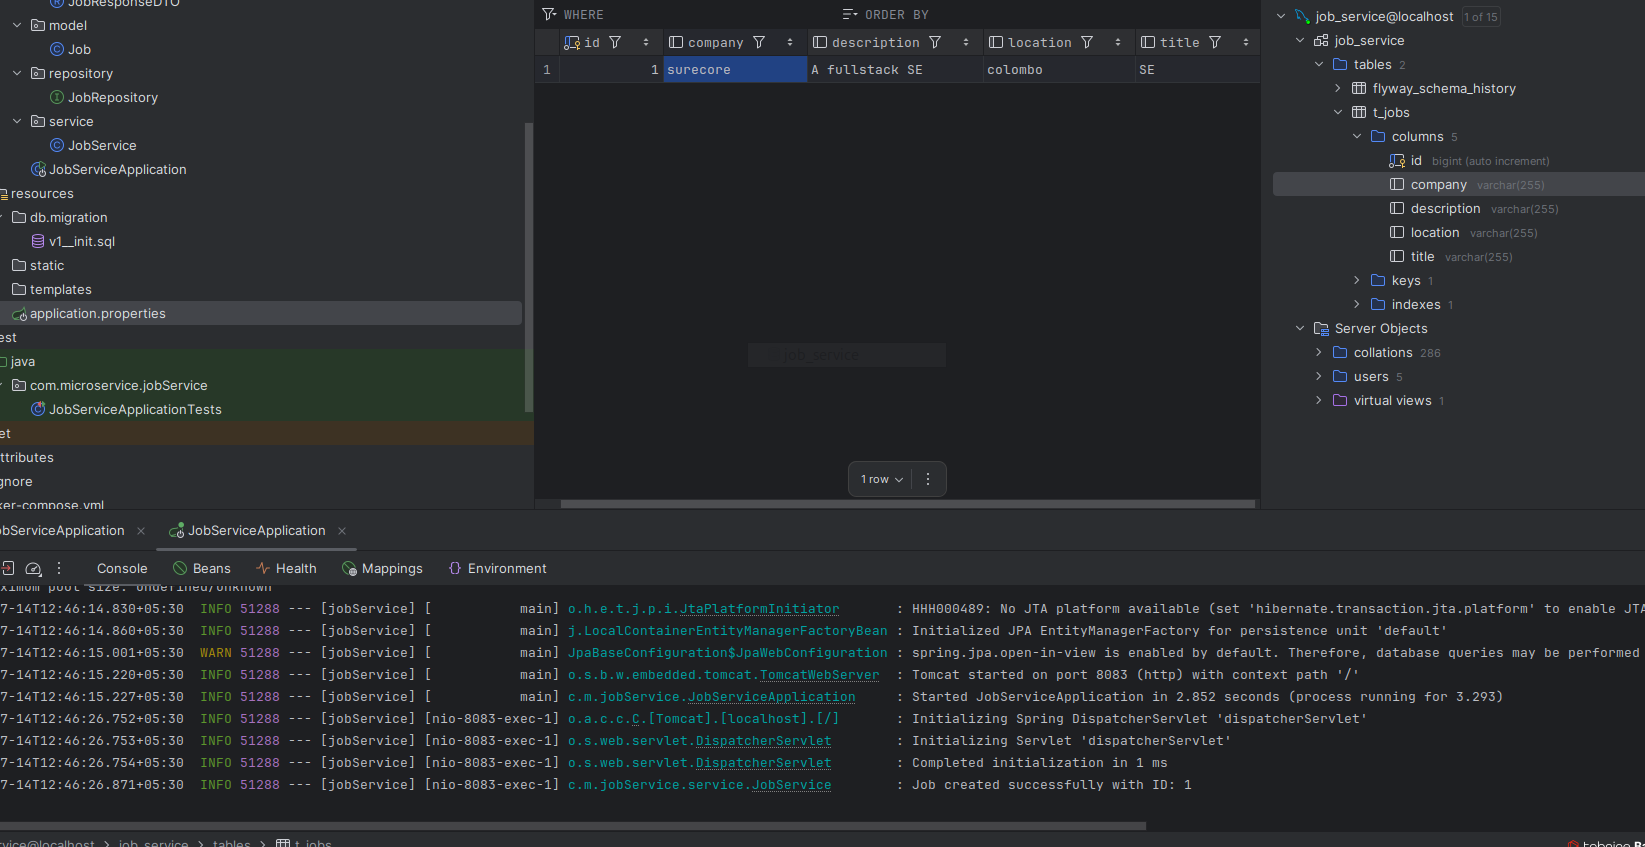 JobResponseDTO
model
Job
repository
JobRepository
service
JobService
JobServiceApplication
resources
db.migration
v1__init.sql
static
templates
application.properties
est
java
com.microservice.jobService
JobServiceApplicationTests
et
ttributes
gnore
ker-compose.yml
WHERE
ORDER BY
id company description location title
1 1 surecore A fullstack SE colombo SE
job_service
1 row
job_service@localhost 1 of 15
job_service
tables 2
flyway_schema_history
t_jobs
columns 5
id bigint (auto increment)
company varchar(255)
description varchar(255)
location varchar(255)
title varchar(255)
keys 1
indexes 1
Server Objects
collations 286
users 5
virtual views 1
obServiceApplication JobServiceApplication
Console Beans Health Mappings Environment
ximum pool size: undefined/unknown
7-14T12:46:14.830+05:30 INFO 51288 --- [jobService] [ main] o.h.e.t.j.p.i.JtaPlatformInitiator : HHH000489: No JTA platform available (set 'hibernate.transaction.jta.platform' to enable JTA
7-14T12:46:14.860+05:30 INFO 51288 --- [jobService] [ main] j.LocalContainerEntityManagerFactoryBean : Initialized JPA EntityManagerFactory for persistence unit 'default'
7-14T12:46:15.001+05:30 WARN 51288 --- [jobService] [ main] JpaBaseConfiguration$JpaWebConfiguration : spring.jpa.open-in-view is enabled by default. Therefore, database queries may be performed
7-14T12:46:15.220+05:30 INFO 51288 --- [jobService] [ main] o.s.b.w.embedded.tomcat.TomcatWebServer : Tomcat started on port 8083 (http) with context path '/'
7-14T12:46:15.227+05:30 INFO 51288 --- [jobService] [ main] c.m.jobService.JobServiceApplication : Started JobServiceApplication in 2.852 seconds (process running for 3.293)
7-14T12:46:26.752+05:30 INFO 51288 --- [jobService] [nio-8083-exec-1] o.a.c.c.C.[Tomcat].[localhost].[/] : Initializing Spring DispatcherServlet 'dispatcherServlet'
7-14T12:46:26.753+05:30 INFO 51288 --- [jobService] [nio-8083-exec-1] o.s.web.servlet.DispatcherServlet : Initializing Servlet 'dispatcherServlet'
7-14T12:46:26.754+05:30 INFO 51288 --- [jobService] [nio-8083-exec-1] o.s.web.servlet.DispatcherServlet : Completed initialization in 1 ms
7-14T12:46:26.871+05:30 INFO 51288 --- [jobService] [nio-8083-exec-1] c.m.jobService.service.JobService : Job created successfully with ID: 1
rvice@localhost > job_service > tables > t_jobs